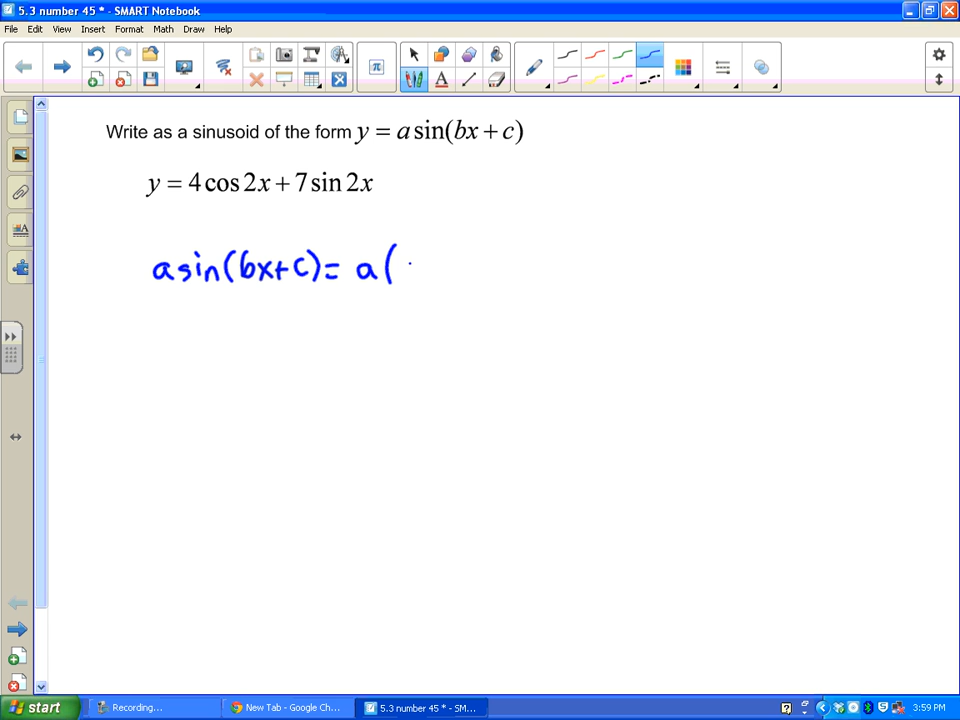 5.3 number 45 * - SMART Notebook
File Edit View Insert Format Math Draw Help
Write as a sinusoid of the form y = a sin(bx + c)
y = 4 cos 2x + 7 sin 2x
a sin(bx+c) = a(
start Recording... New Tab - Google Ch... 5.3 number 45 * - SM... 3:59 PM